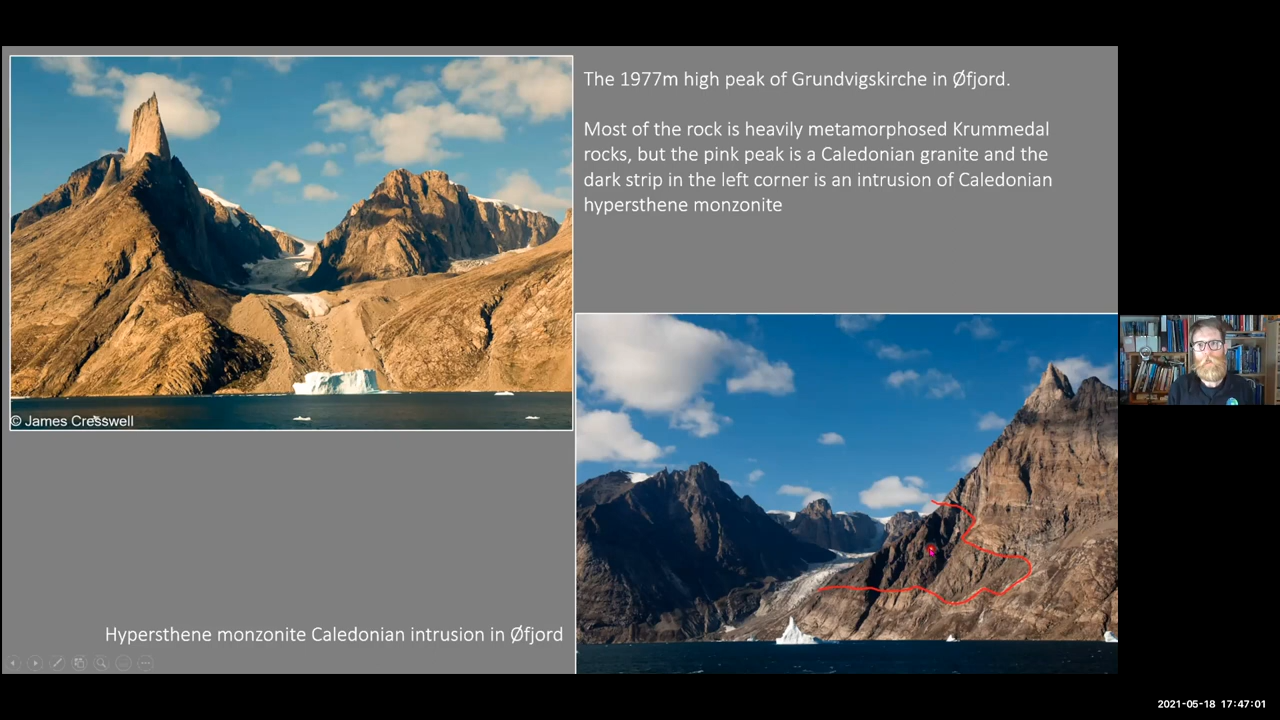 The 1977m high peak of Grundvigskirche in Øfjord.
Most of the rock is heavily metamorphosed Krummedal
rocks, but the pink peak is a Caledonian granite and the
dark strip in the left corner is an intrusion of Caledonian
hypersthene monzonite
© James Cresswell
Hypersthene monzonite Caledonian intrusion in Øfjord
2021-05-18 17:47:01